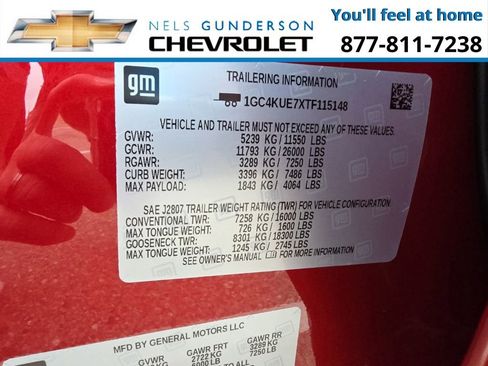 NELS GUNDERSON
CHEVROLET
You'll feel at home
877-811-7238
gm
TRAILERING INFORMATION
1GC4KUE7XTF115148
VEHICLE AND TRAILER MUST NOT EXCEED ANY OF THESE VALUES.
GVWR: 5239 KG/11550 LBS
GCWR: 11793 KG/26000 LBS
RGAWR: 3289 KG/ 7250 LBS
CURB WEIGHT: 3396 KG/ 7486 LBS
MAX PAYLOAD: 1843 KG/ 4064 LBS
SAE J2807 TRAILER WEIGHT RATING (TWR) FOR VEHICLE CONFIGURATION
CONVENTIONAL TWR: 7258 KG/16000 LBS
MAX TONGUE WEIGHT: 726 KG/ 1600 LBS
GOOSENECK TWR: 8301 KG/18300 LBS
MAX TONGUE WEIGHT: 1245 KG/ 2745 LBS
SEE OWNER'S MANUAL FOR MORE INFORMATION
MFD BY GENERAL MOTORS LLC
GVWR GAWR FRT GAWR RR
2722 KG 3289 KG
6000 LB 7250 LB